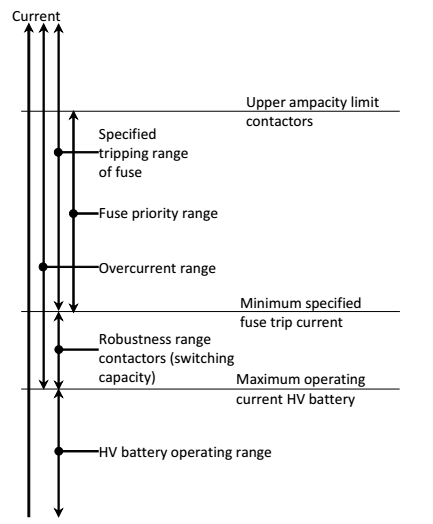 Current
Upper ampacity limit
contactors
Specified
tripping range
of fuse
Fuse priority range
Overcurrent range
Minimum specified
fuse trip current
Robustness range
contactors (switching
capacity)
Maximum operating
current HV battery
HV battery operating range